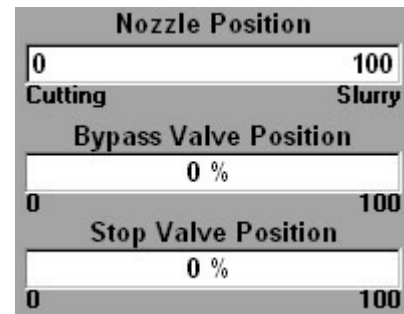 Nozzle Position
0 100
Cutting Slurry
Bypass Valve Position
0 %
0 100
Stop Valve Position
0 %
0 100